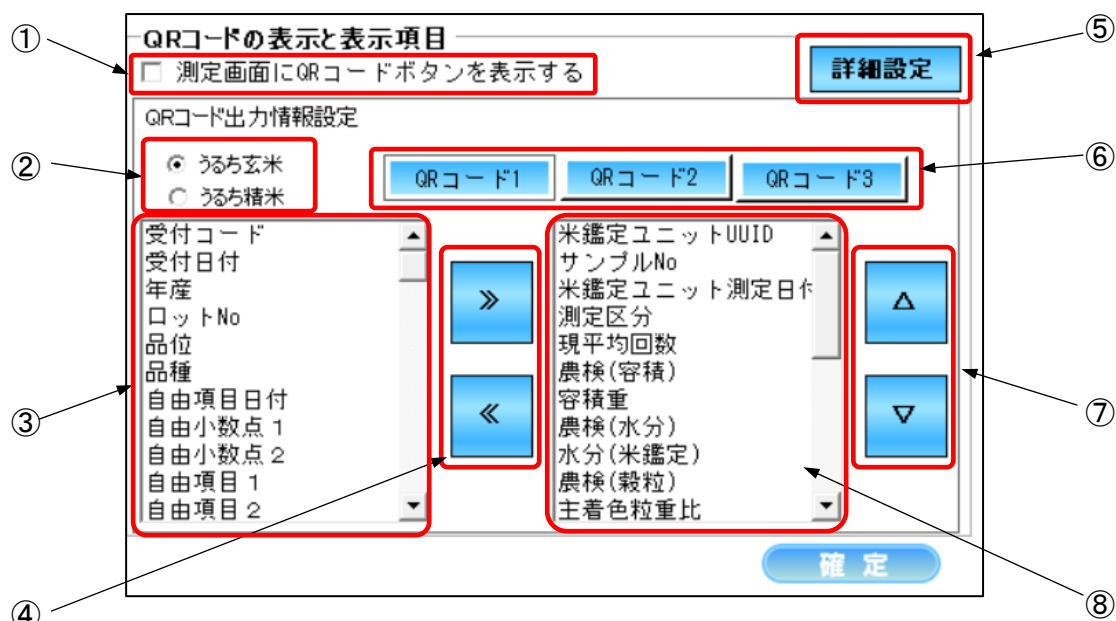 ①
QRコードの表示と表示項目
⑤
測定画面にQRコードボタンを表示する
詳細設定
QRコード出力情報設定
②
うるち玄米
うるち精米
QRコード1
QRコード2
QRコード3
⑥
受付コード
受付日付
年産
ロットNo
品位
品種
自由項目日付
自由小数点1
自由小数点2
自由項目1
自由項目2
③
»
«
④
米鑑定ユニットUUID
サンプルNo
米鑑定ユニット測定日付
測定区分
現平均回数
農検(容積)
容積重
農検(水分)
水分(米鑑定)
農検(穀粒)
主着色粒重比
△
▽
⑦
⑧
確定